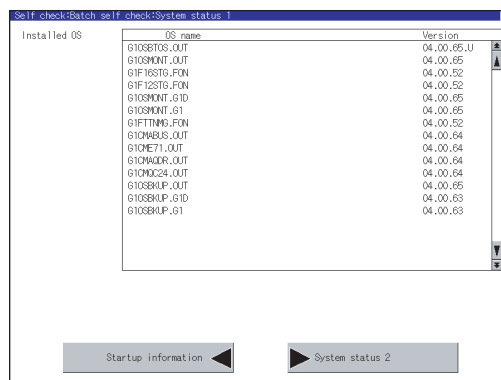 Self check:Batch self check:System status 1
Installed OS
OS name Version
G1OSBTOS.OUT 04.00.65.U
G1OSMONT.OUT 04.00.65
G1F16STG.FON 04.00.52
G1F12STG.FON 04.00.52
G1OSMONT.G1D 04.00.65
G1OSMONT.G1 04.00.65
G1FTTNMG.FON 04.00.52
G1CMABUS.OUT 04.00.64
G1CME71.OUT 04.00.64
G1CMAQDR.OUT 04.00.64
G1CMQC24.OUT 04.00.64
G1OSBKUP.OUT 04.00.65
G1OSBKUP.G1D 04.00.63
G1OSBKUP.G1 04.00.63
Startup information
System status 2